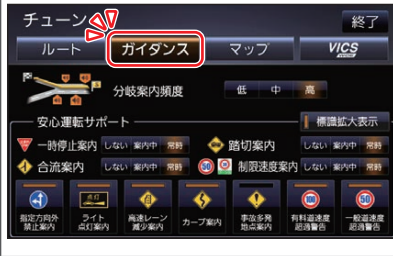 チューン 終了
ルート ガイダンス マップ VICS WIDE
分岐案内頻度 低 中 高
安心運転サポート 標識拡大表示
一時停止案内 しない 案内中 常時 踏切案内 しない 案内中 常時
合流案内 しない 案内中 常時 50 制限速度案内 しない 案内中 常時
指定方向外 ライト 点灯 高速レーン カーブ案内 事故多発 100 有料道速度 50 一般道速度
禁止案内 点灯案内 減少案内 地点案内 超過警告 超過警告